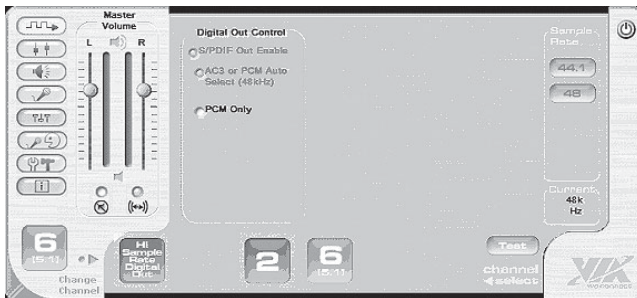 Master
Volume
L
R
Digital Out Control
S/PDIF Out Enable
AC3 or PCM Auto
Select (48kHz)
PCM Only
Sample
Rate
44.1
48
Current
48k
Hz
6
[5.1]
Change
Channel
Hi
Sample
Rate
Digital
Out
2
6
[5.1]
Test
channel
select
VIA